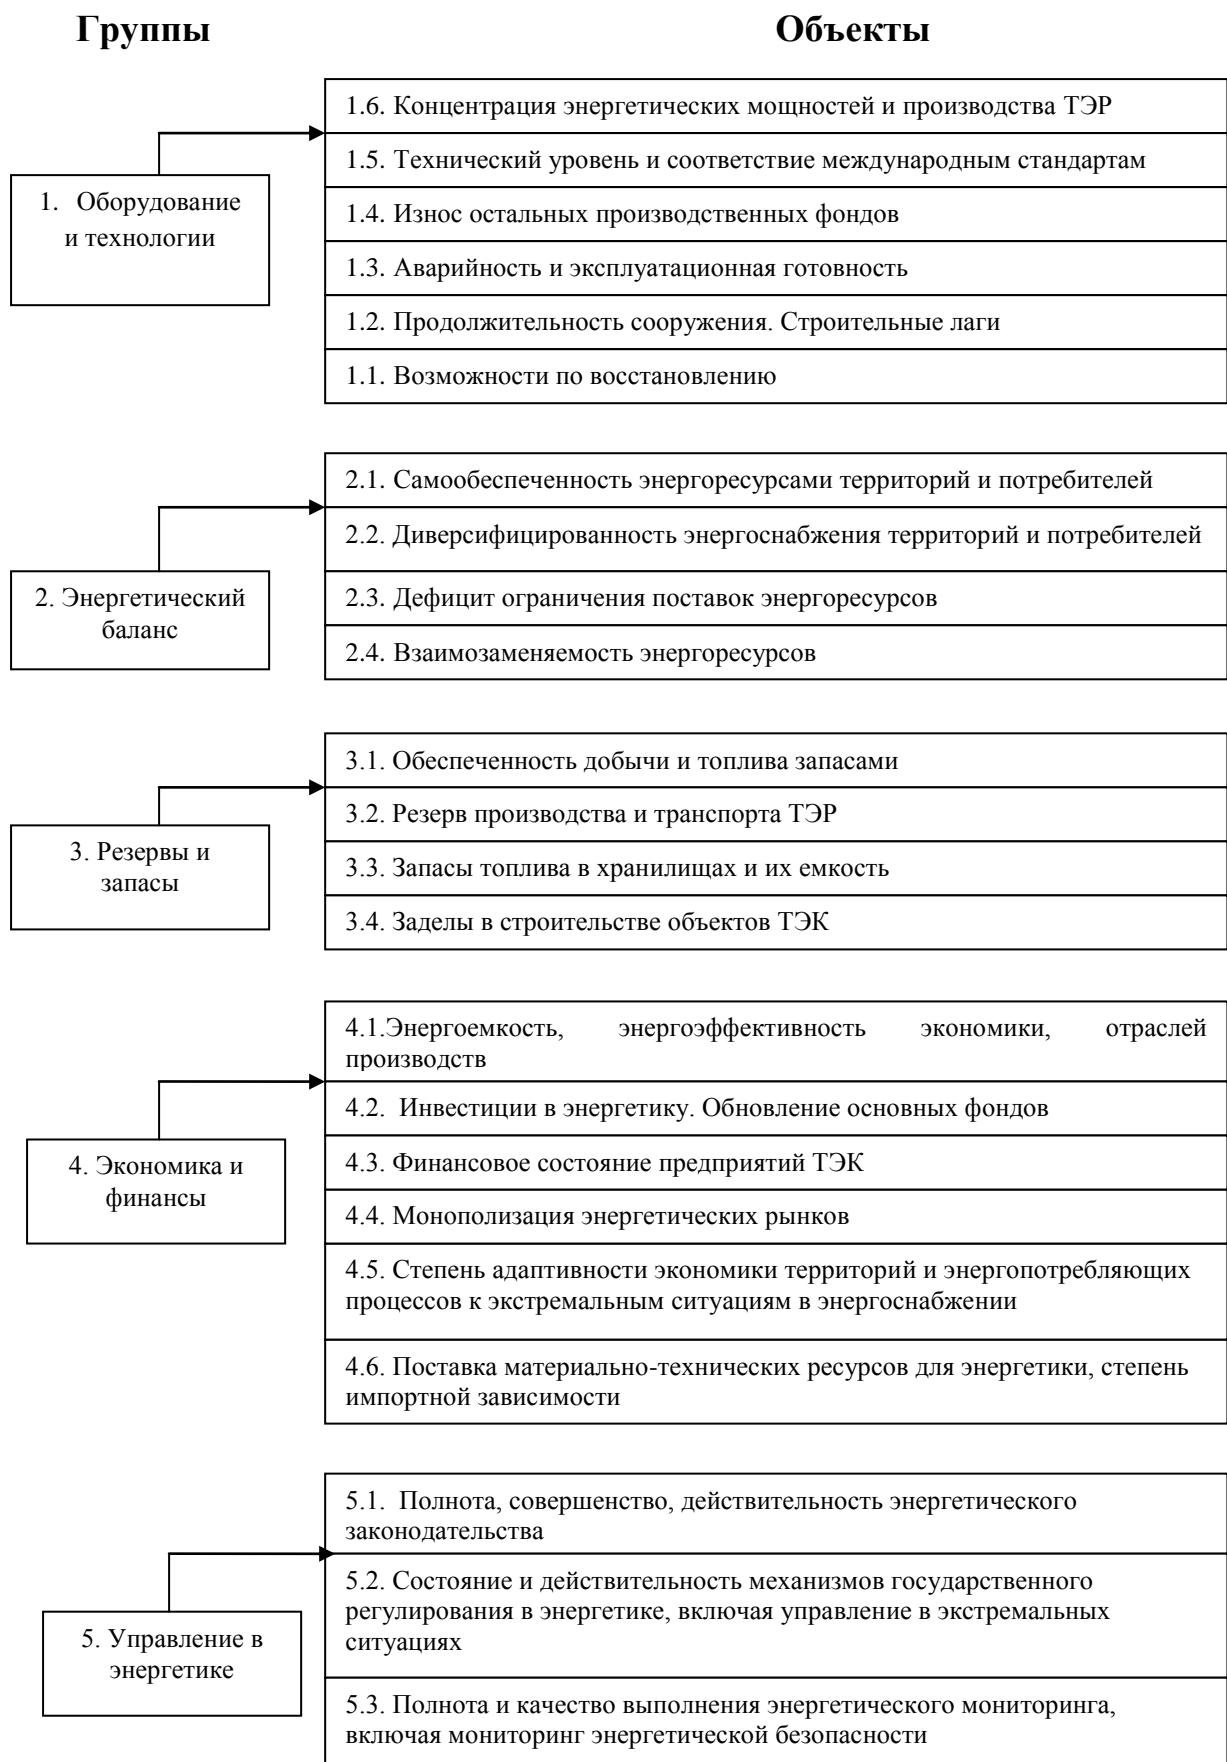 Группы
Объекты
1. Оборудование
и технологии
1.6. Концентрация энергетических мощностей и производства ТЭР
1.5. Технический уровень и соответствие международным стандартам
1.4. Износ остальных производственных фондов
1.3. Аварийность и эксплуатационная готовность
1.2. Продолжительность сооружения. Строительные лаги
1.1. Возможности по восстановлению
2. Энергетический
баланс
2.1. Самообеспеченность энергоресурсами территорий и потребителей
2.2. Диверсифицированность энергоснабжения территорий и потребителей
2.3. Дефицит ограничения поставок энергоресурсов
2.4. Взаимозаменяемость энергоресурсов
3. Резервы и
запасы
3.1. Обеспеченность добычи и топлива запасами
3.2. Резерв производства и транспорта ТЭР
3.3. Запасы топлива в хранилищах и их емкость
3.4. Заделы в строительстве объектов ТЭК
4. Экономика и
финансы
4.1.Энергоемкость, энергоэффективность экономики, отраслей
производств
4.2. Инвестиции в энергетику. Обновление основных фондов
4.3. Финансовое состояние предприятий ТЭК
4.4. Монополизация энергетических рынков
4.5. Степень адаптивности экономики территорий и энергопотребляющих
процессов к экстремальным ситуациям в энергоснабжении
4.6. Поставка материально-технических ресурсов для энергетики, степень
импортной зависимости
5. Управление в
энергетике
5.1. Полнота, совершенство, действительность энергетического
законодательства
5.2. Состояние и действительность механизмов государственного
регулирования в энергетике, включая управление в экстремальных
ситуациях
5.3. Полнота и качество выполнения энергетического мониторинга,
включая мониторинг энергетической безопасности